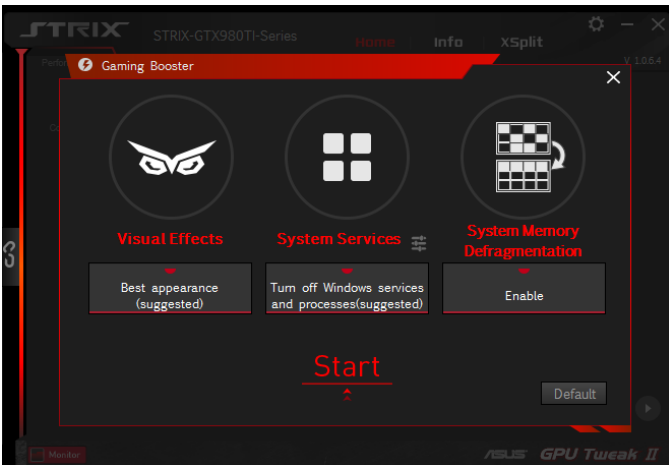 STRIX
STRIX-GTX980TI-Series
Home
Info
XSplit
V 1.0.6.4
Gaming Booster
Visual Effects
System Services
System Memory
Defragmentation
Best appearance
(suggested)
Turn off Windows services
and processes(suggested)
Enable
Start
Default
Monitor
ASUS GPU Tweak II